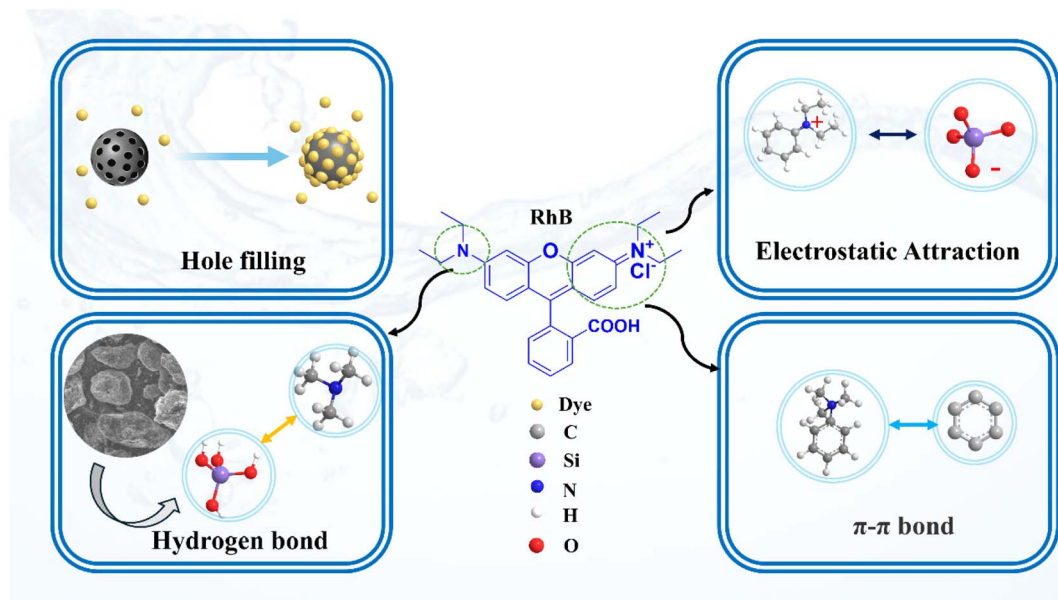 Hole filling
Electrostatic Attraction
+
-
RhB
N
O
N+
Cl-
COOH
Hydrogen bond
π-π bond
Dye
C
Si
N
H
O